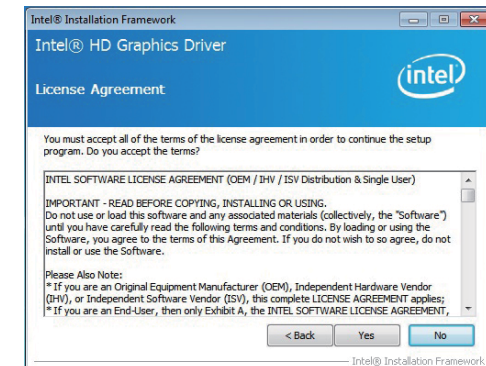 Intel® Installation Framework
Intel® HD Graphics Driver
intel
License Agreement
You must accept all of the terms of the license agreement in order to continue the setup
program. Do you accept the terms?
INTEL SOFTWARE LICENSE AGREEMENT (OEM / IHV / ISV Distribution & Single User)
IMPORTANT - READ BEFORE COPYING, INSTALLING OR USING.
Do not use or load this software and any associated materials (collectively, the "Software")
until you have carefully read the following terms and conditions. By loading or using the
Software, you agree to the terms of this Agreement. If you do not wish to so agree, do not
install or use the Software.
Please Also Note:
* If you are an Original Equipment Manufacturer (OEM), Independent Hardware Vendor
(IHV), or Independent Software Vendor (ISV), this complete LICENSE AGREEMENT applies;
* If you are an End-User, then only Exhibit A, the INTEL SOFTWARE LICENSE AGREEMENT,
< Back Yes No
Intel® Installation Framework